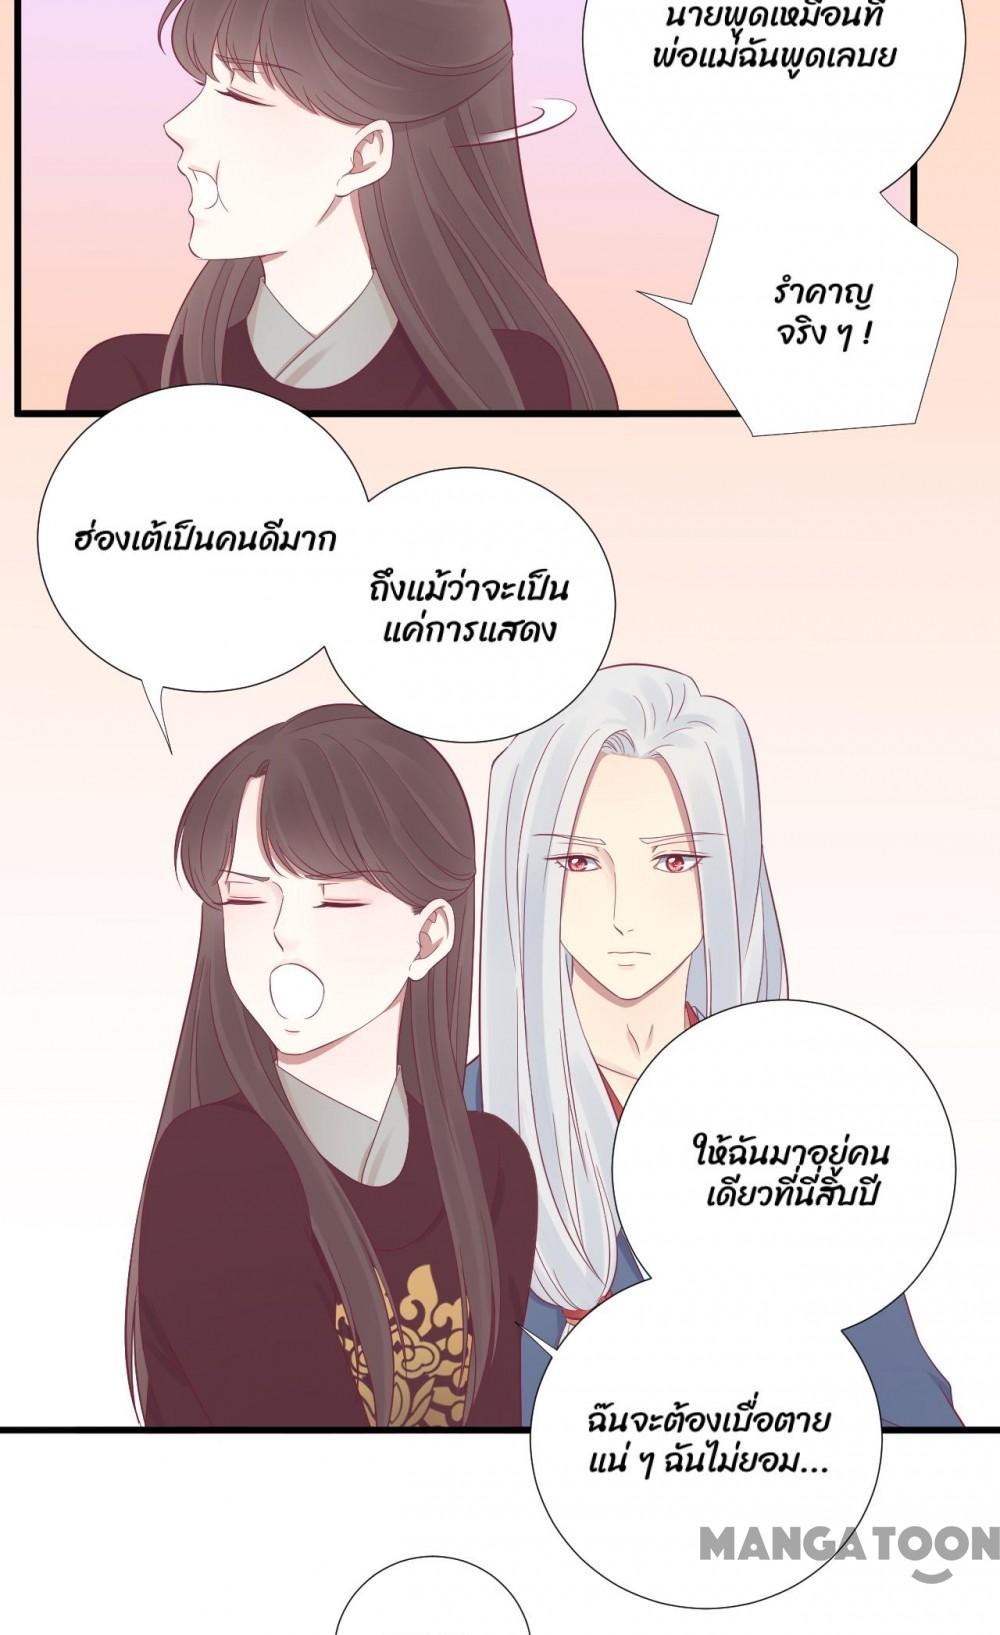 นายพูดเหมือนที่
พ่อแม่ฉันพูดเลบย
รำคาญ
จริง ๆ !
ฮ่องเต้เป็นคนดีมาก
ถึงแม้ว่าจะเป็น
แค่การแสดง
ให้ฉันมาอยู่คน
เดียวที่นี่สิบปี
ฉันจะต้องเบื่อตาย
แน่ ๆ ฉันไม่ยอม...
MANGATOON